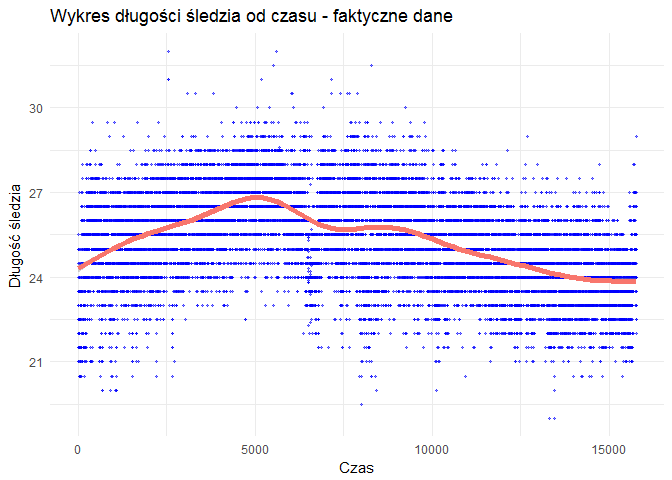 Wykres długości śledzia od czasu - faktyczne dane
Długość śledzia
30
27
24
21
0 5000 10000 15000
Czas